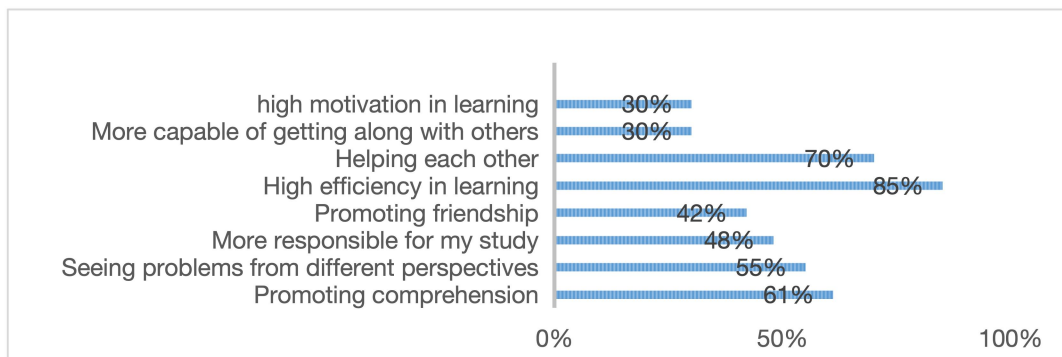 high motivation in learning 30%
More capable of getting along with others 30%
Helping each other 70%
High efficiency in learning 85%
Promoting friendship 42%
More responsible for my study 48%
Seeing problems from different perspectives 55%
Promoting comprehension 61%
0% 50% 100%